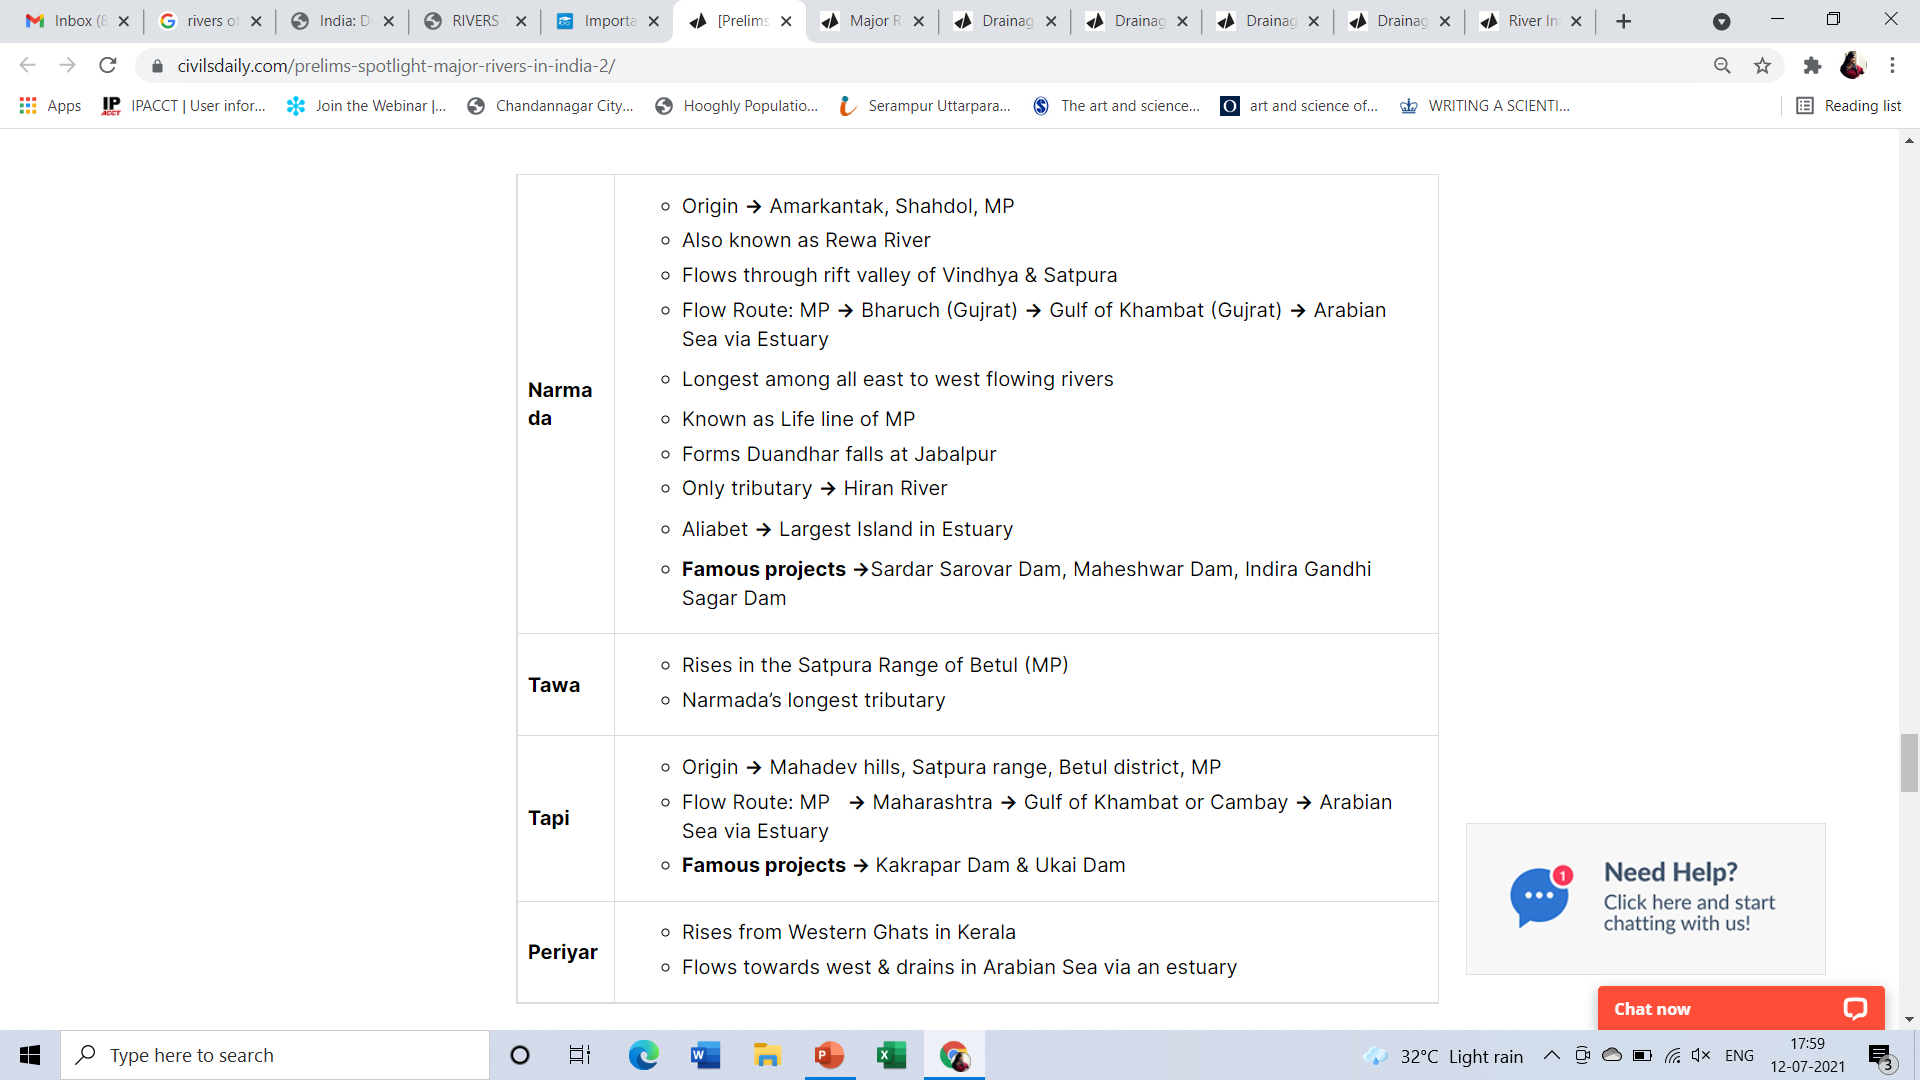 Inbox (8
rivers of
India: D
RIVERS
Importa
[Prelims
Major R
Drainag
Drainag
Drainag
Drainag
River In
civilsdaily.com/prelims-spotlight-major-rivers-in-india-2/
Apps
IPACCT | User infor...
Join the Webinar |...
Chandannagar City...
Hooghly Populatio...
Serampur Uttarpara...
The art and science...
art and science of...
WRITING A SCIENTI...
Reading list
Narma
da
Origin → Amarkantak, Shahdol, MP
Also known as Rewa River
Flows through rift valley of Vindhya & Satpura
Flow Route: MP → Bharuch (Gujrat) → Gulf of Khambat (Gujrat) → Arabian
Sea via Estuary
Longest among all east to west flowing rivers
Known as Life line of MP
Forms Duandhar falls at Jabalpur
Only tributary → Hiran River
Aliabet → Largest Island in Estuary
Famous projects →Sardar Sarovar Dam, Maheshwar Dam, Indira Gandhi
Sagar Dam
Tawa
Rises in the Satpura Range of Betul (MP)
Narmada’s longest tributary
Tapi
Origin → Mahadev hills, Satpura range, Betul district, MP
Flow Route: MP → Maharashtra → Gulf of Khambat or Cambay → Arabian
Sea via Estuary
Famous projects → Kakrapar Dam & Ukai Dam
Periyar
Rises from Western Ghats in Kerala
Flows towards west & drains in Arabian Sea via an estuary
1
Need Help?
Click here and start
chatting with us!
Chat now
Type here to search
32°C Light rain
ENG
17:59
12-07-2021
3